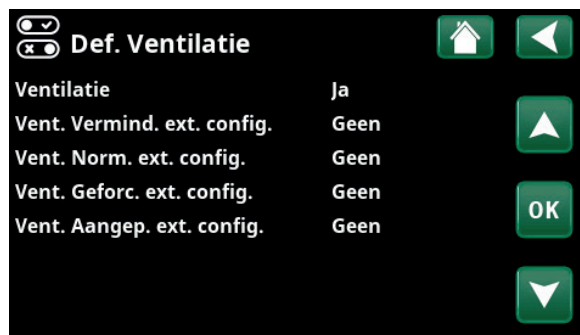 Def. Ventilatie
Ventilatie Ja
Vent. Vermind. ext. config. Geen
Vent. Norm. ext. config. Geen
Vent. Geforc. ext. config. Geen
Vent. Aangep. ext. config. Geen
OK